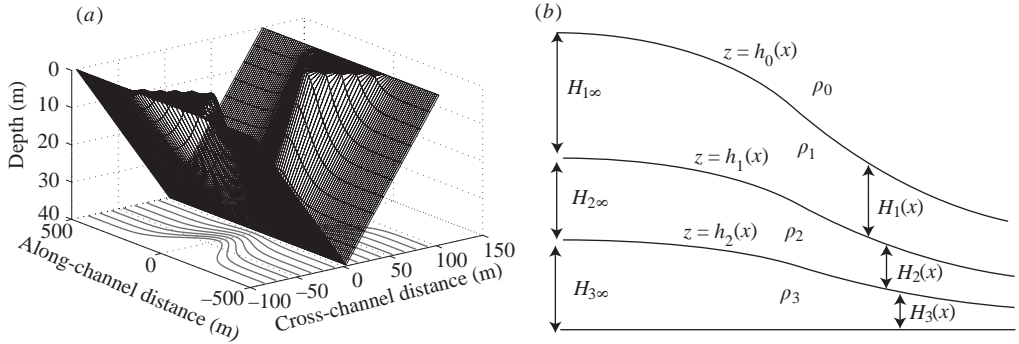 (a)
0
10
20
30
40
Depth (m)
500
0
−500
Along-channel distance (m)
−100
−50
0
50
100
150
Cross-channel distance (m)
(b)
z = h0(x)
ρ0
H1∞
ρ1
z = h1(x)
H1(x)
H2∞
ρ2
z = h2(x)
H2(x)
H3∞
ρ3
H3(x)